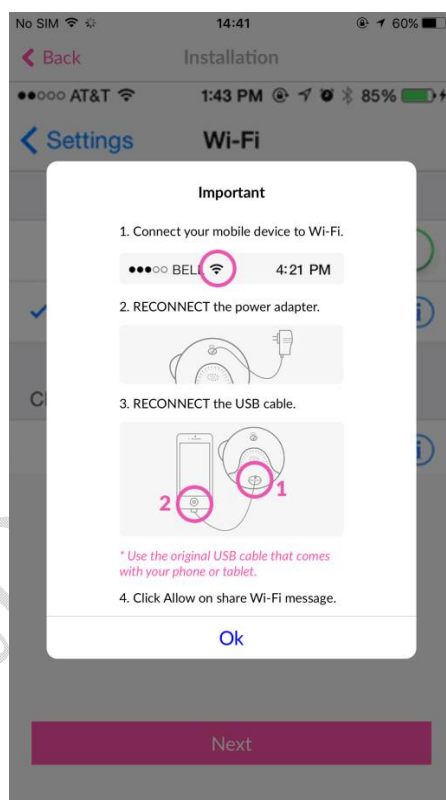 No SIM 14:41 60%
Back Installation
AT&T 1:43 PM 85%
Settings Wi-Fi
Important
1. Connect your mobile device to Wi-Fi.
BELL 4:21 PM
2. RECONNECT the power adapter.
3. RECONNECT the USB cable.
1
2
* Use the original USB cable that comes
with your phone or tablet.
4. Click Allow on share Wi-Fi message.
Ok
Next